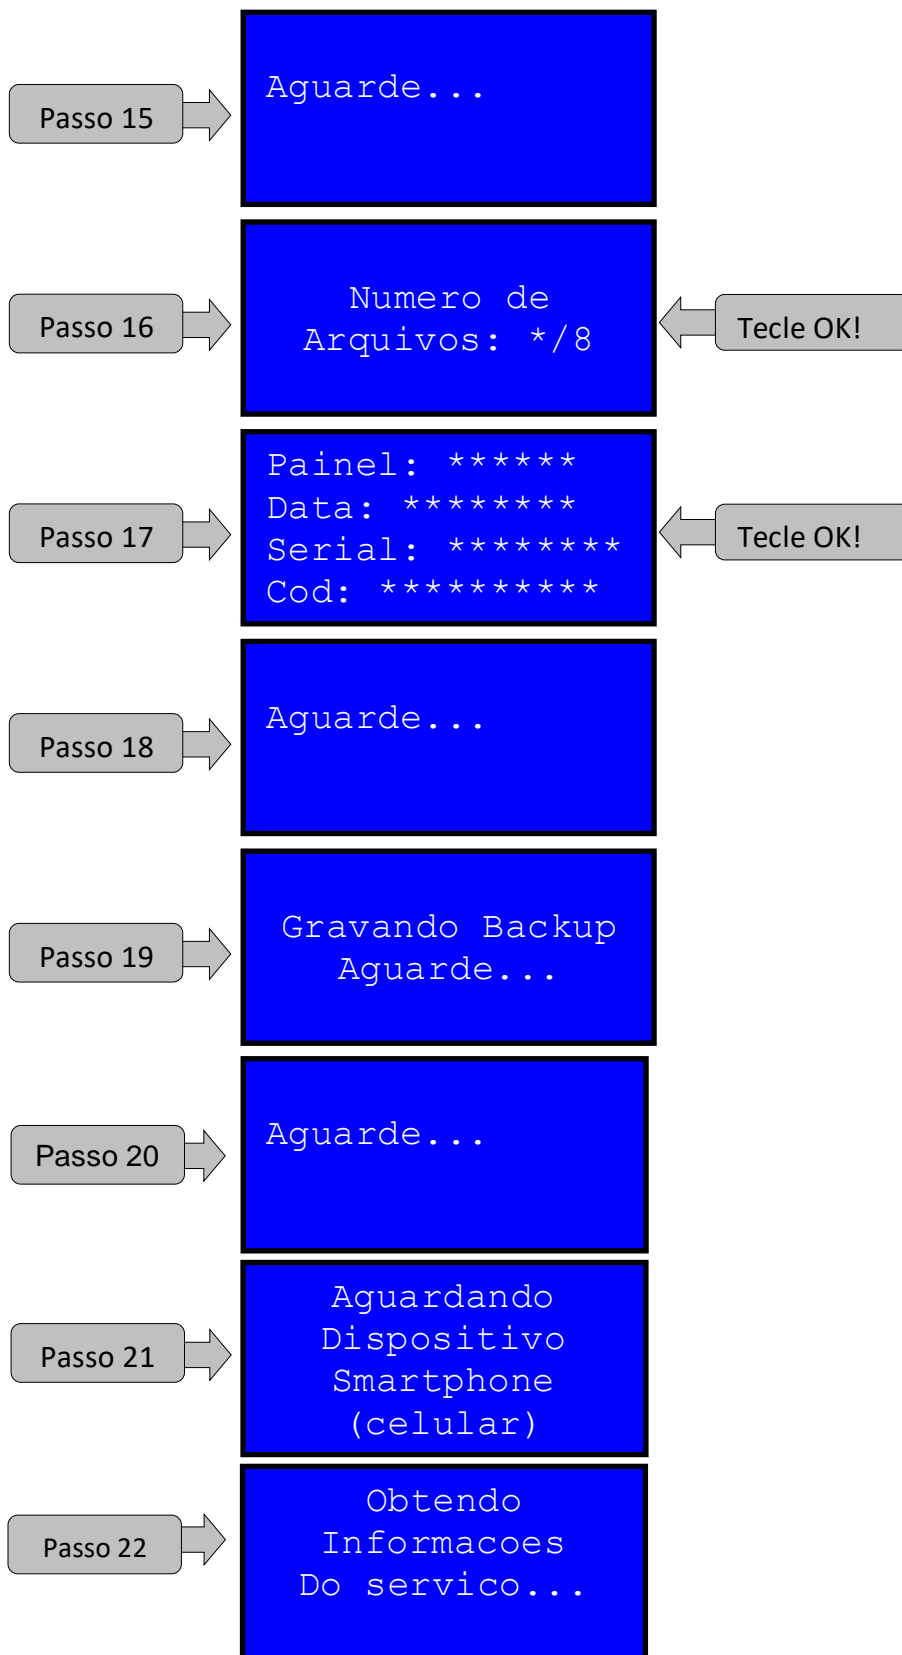 Passo 15
Aguarde...
Passo 16
Numero de
Arquivos: */8
Tecle OK!
Passo 17
Painel: ******
Data: ********
Serial: ********
Cod: **********
Tecle OK!
Passo 18
Aguarde...
Passo 19
Gravando Backup
Aguarde...
Passo 20
Aguarde...
Passo 21
Aguardando
Dispositivo
Smartphone
(celular)
Passo 22
Obtendo
Informacoes
Do servico...